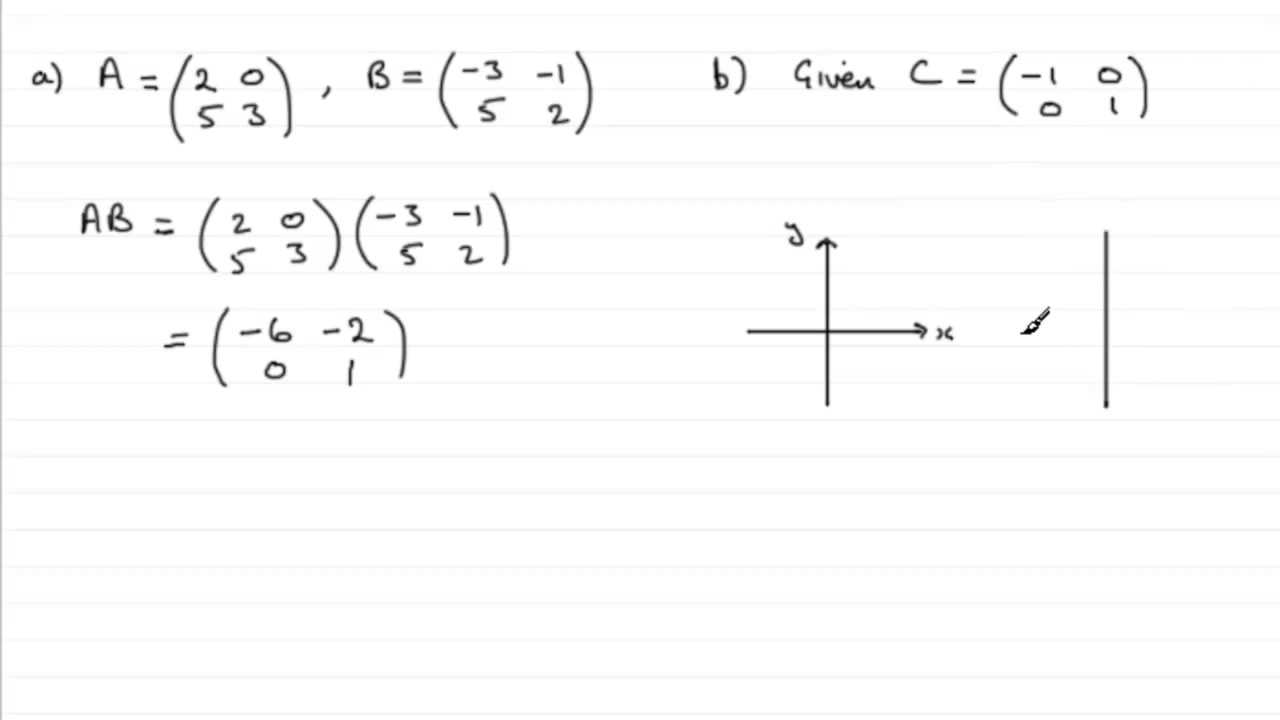 a) A = (2 0
5 3) , B = (-3 -1
5 2)
AB = (2 0
5 3)(-3 -1
5 2)
= (-6 -2
0 1)
b) Given C = (-1 0
0 1)
y
x